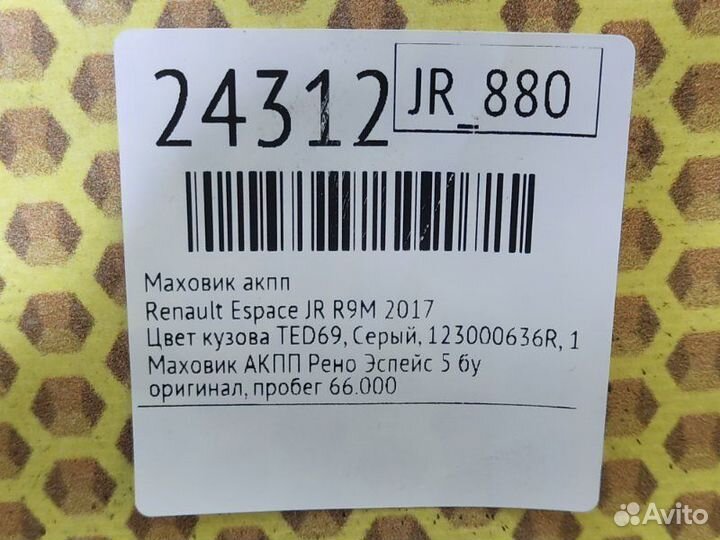 24312
JR_880
Маховик акпп
Renault Espace JR R9M 2017
Цвет кузова TED69, Серый, 123000636R, 1
Маховик АКПП Рено Эспейс 5 бу
оригинал, пробег 66.000
Avito